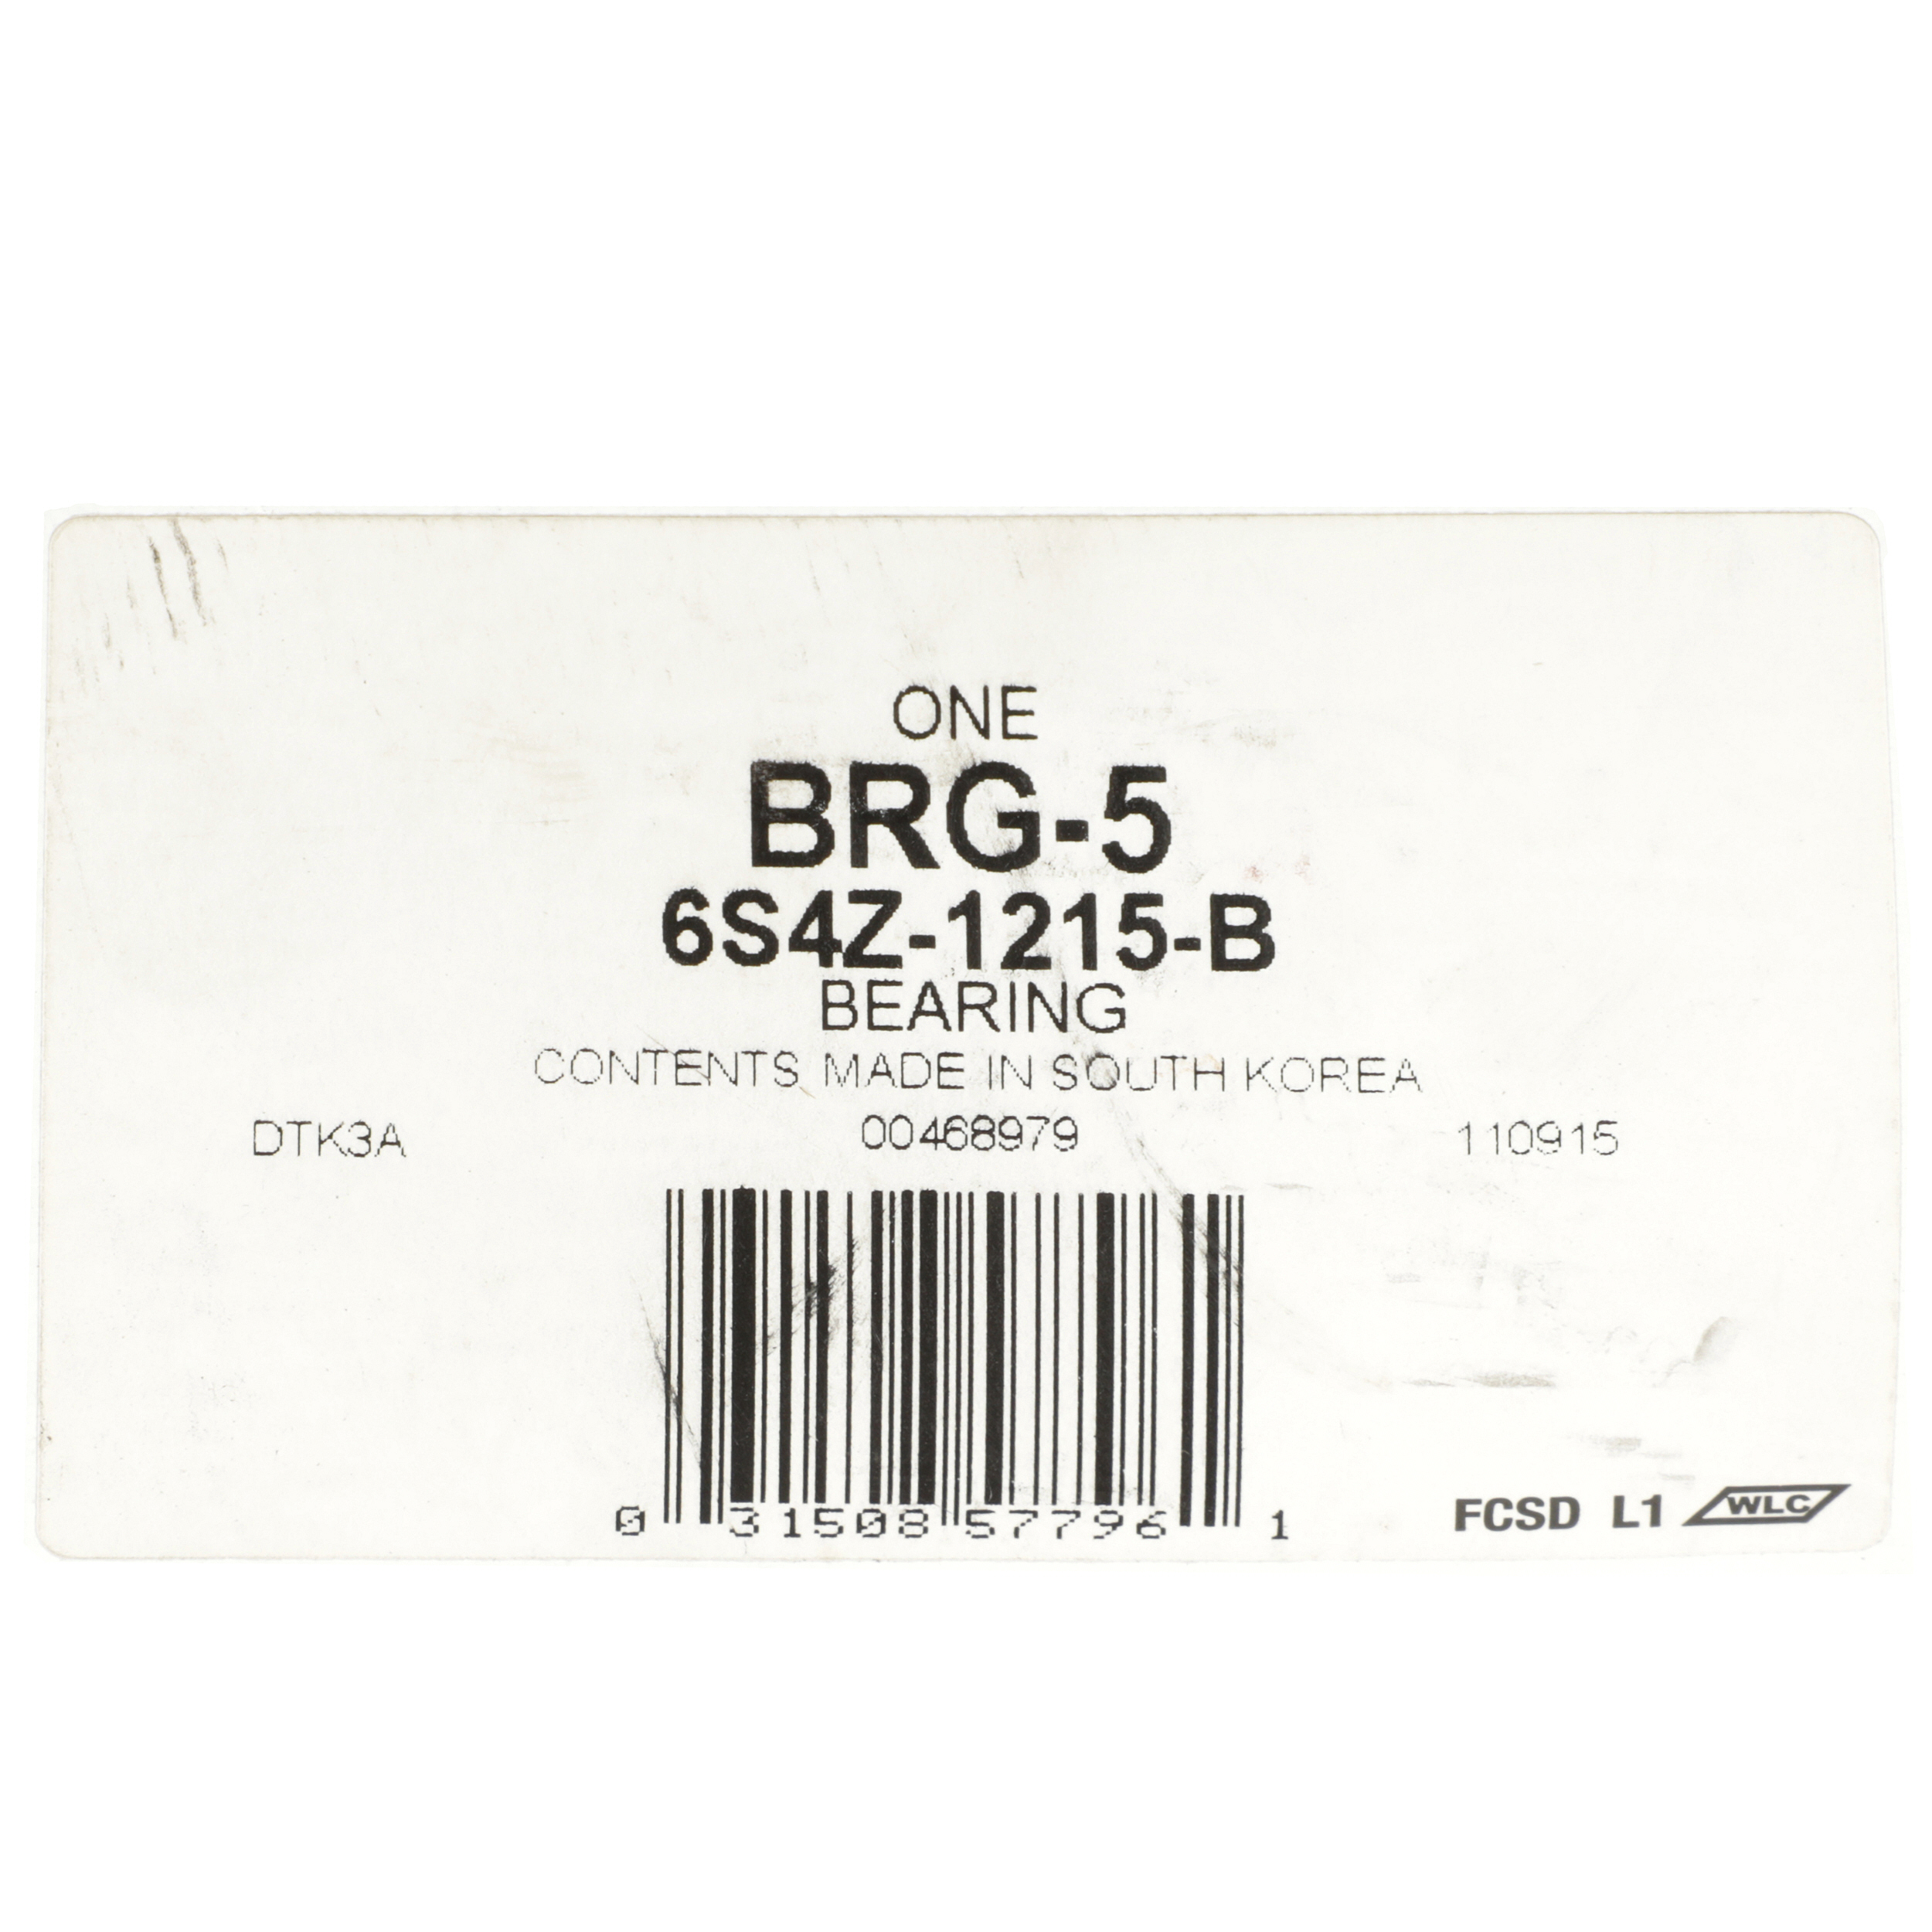 ONE
BRG-5
6S4Z-1215-B
BEARING
CONTENTS MADE IN SOUTH KOREA
DTK3A 00468979 110915
0 31508 57796 1
FCSD L1 WLC